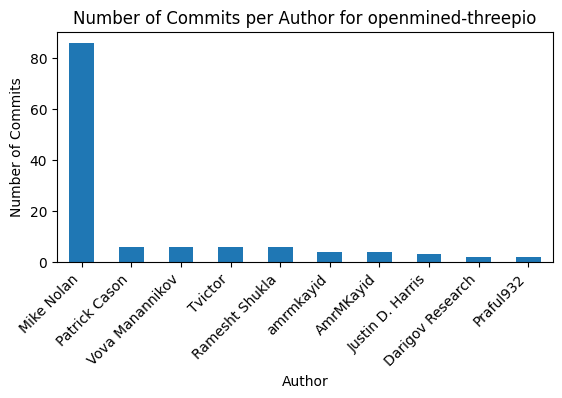 Number of Commits per Author for openmined-threepio
Number of Commits
80
60
40
20
0
Mike Nolan
Patrick Cason
Vova Manannikov
Tvictor
Ramesht Shukla
amrmkayid
AmrMKayid
Justin D. Harris
Darigov Research
Praful932
Author